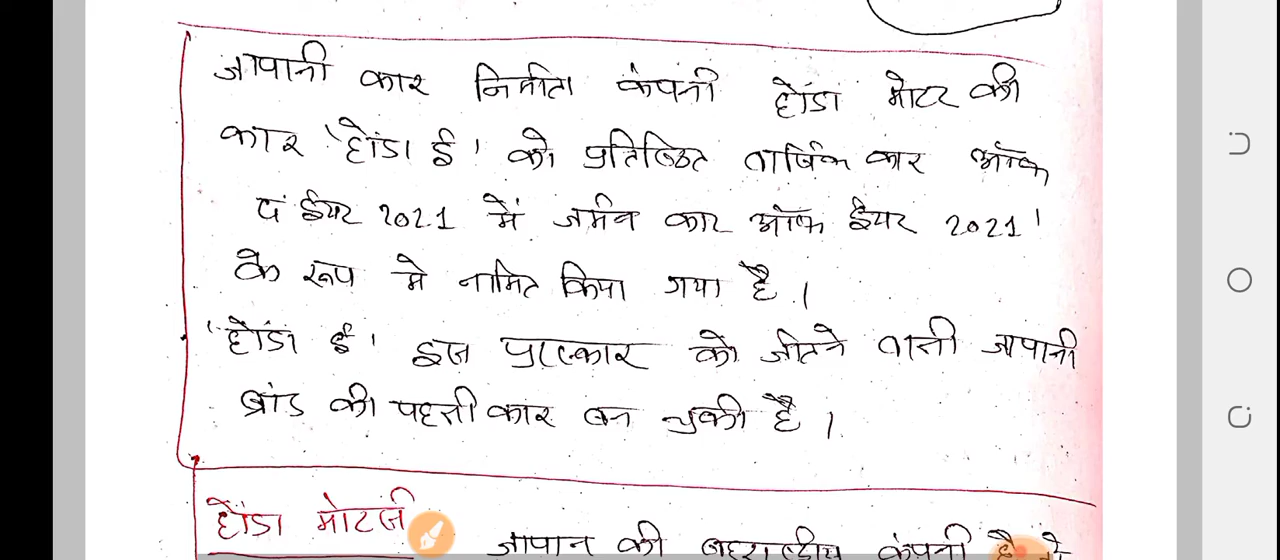 जापानी कार निर्माता कंपनी होंडा मोटर की
कार 'होंडा ई' को प्रतिष्ठित वार्षिक कार ऑफ
द ईयर 2021 में जर्मन कार ऑफ ईयर 2021'
के रूप मे नामित किया गया है।
'होंडा ई' इस पुरस्कार को जीतने वाली जापानी
ब्रांड की पहली कार बन चुकी है।
होंडा मोटर्स
जापान की बहुराष्ट्रीय कंपनी है